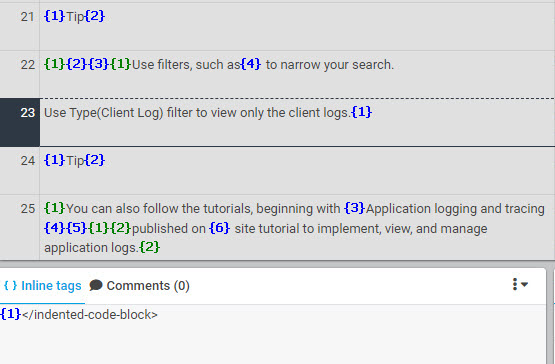 21 {1}Tip{2}
22 {1}{2}{3}{1}Use filters, such as{4} to narrow your search.
23 Use Type(Client Log) filter to view only the client logs.{1}
24 {1}Tip{2}
25 {1}You can also follow the tutorials, beginning with {3}Application logging and tracing
{4}{5}{1}{2}published on {6} site tutorial to implement, view, and manage
application logs.{2}
{ } Inline tags Comments (0)
{1}</indented-code-block>